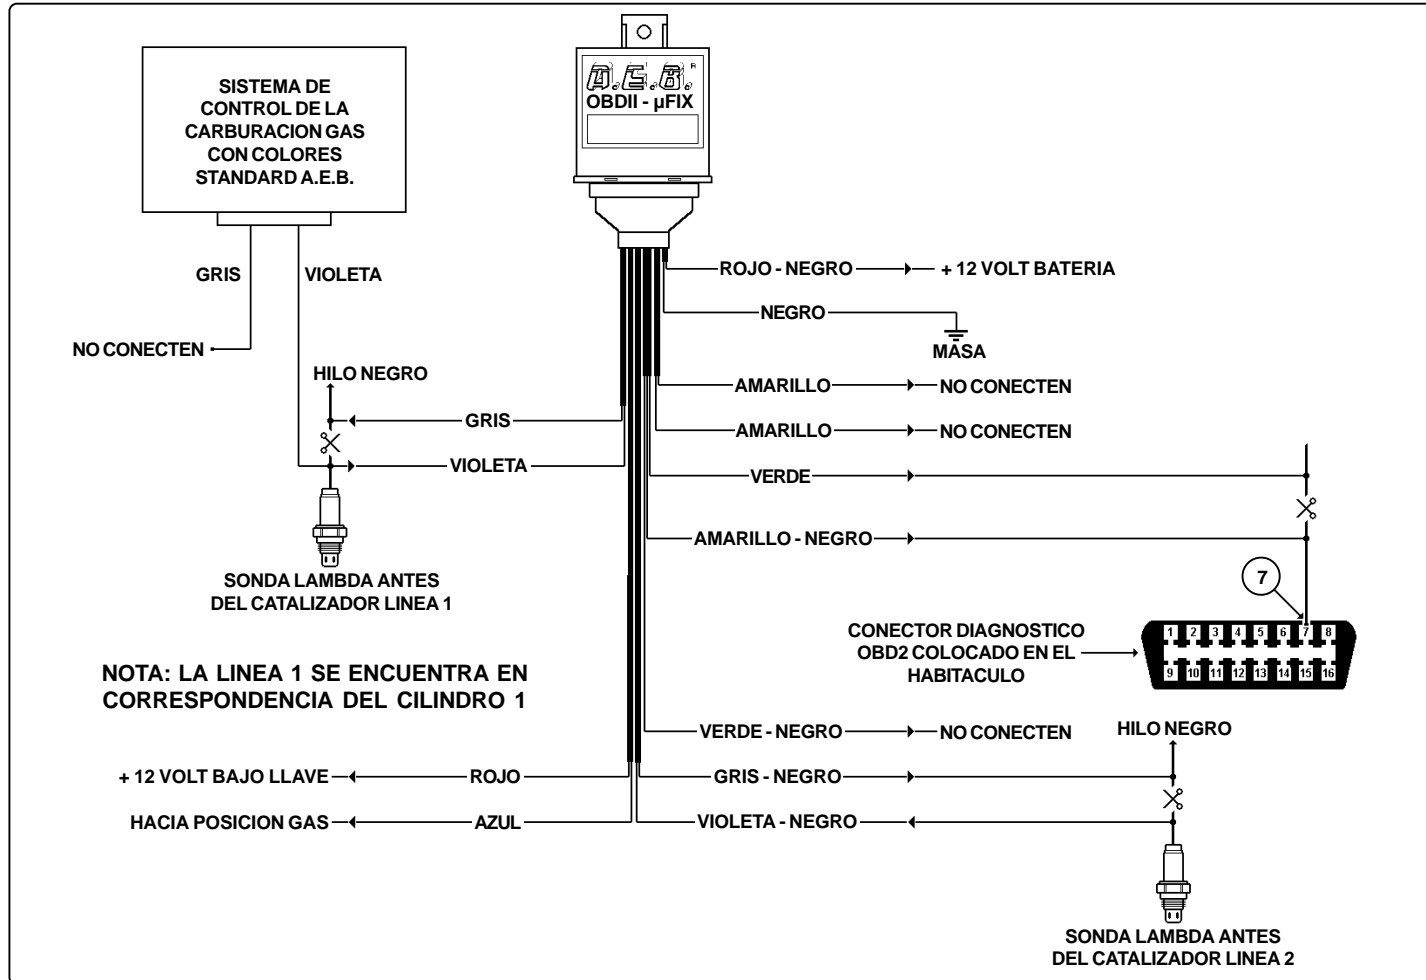 SISTEMA DE
CONTROL DE LA
CARBURACION GAS
CON COLORES
STANDARD A.E.B.
A.E.B. R
OBDII - µFIX
GRIS
VIOLETA
NO CONECTEN
HILO NEGRO
GRIS
VIOLETA
SONDA LAMBDA ANTES
DEL CATALIZADOR LINEA 1
ROJO - NEGRO
+ 12 VOLT BATERIA
NEGRO
MASA
AMARILLO
NO CONECTEN
AMARILLO
NO CONECTEN
VERDE
AMARILLO - NEGRO
7
CONECTOR DIAGNOSTICO
OBD2 COLOCADO EN EL
HABITACULO
1 2 3 4 5 6 7 8
9 10 11 12 13 14 15 16
NOTA: LA LINEA 1 SE ENCUENTRA EN
CORRESPONDENCIA DEL CILINDRO 1
VERDE - NEGRO
NO CONECTEN
HILO NEGRO
+ 12 VOLT BAJO LLAVE
ROJO
GRIS - NEGRO
HACIA POSICION GAS
AZUL
VIOLETA - NEGRO
SONDA LAMBDA ANTES
DEL CATALIZADOR LINEA 2